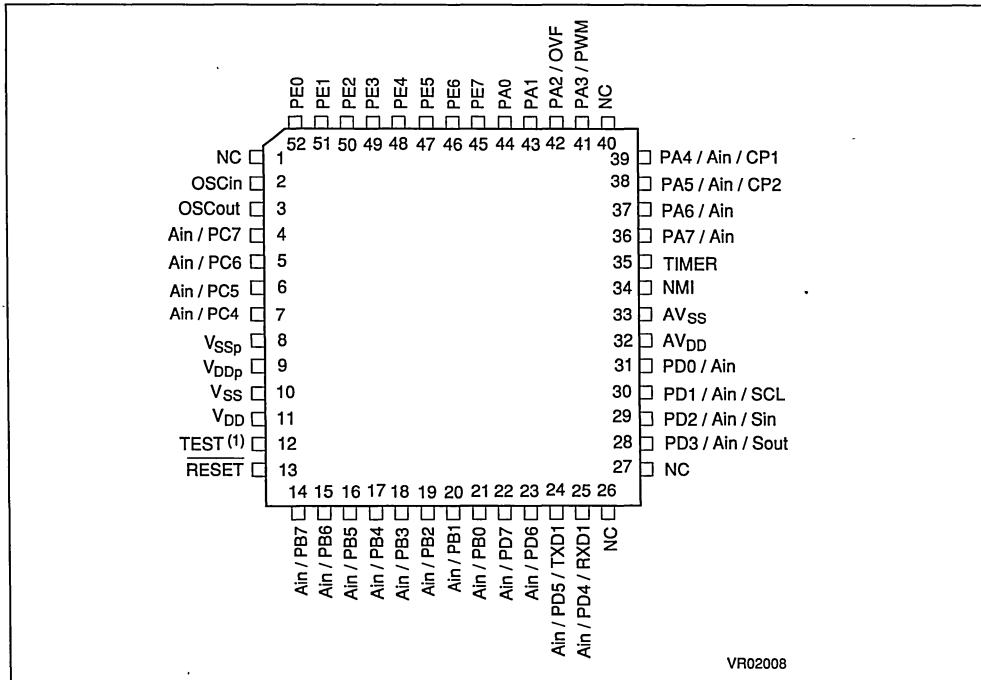 PE0 PE1 PE2 PE3 PE4 PE5 PE6 PE7 PA0 PA1 PA2 / OVF PA3 / PWM NC
52 51 50 49 48 47 46 45 44 43 42 41 40
NC 1 39 PA4 / Ain / CP1
OSCin 2 38 PA5 / Ain / CP2
OSCout 3 37 PA6 / Ain
Ain / PC7 4 36 PA7 / Ain
Ain / PC6 5 35 TIMER
Ain / PC5 6 34 NMI
Ain / PC4 7 33 AVSS
VSSp 8 32 AVDD
VDDp 9 31 PD0 / Ain
VSS 10 30 PD1 / Ain / SCL
VDD 11 29 PD2 / Ain / Sin
TEST (1) 12 28 PD3 / Ain / Sout
RESET 13 27 NC
14 15 16 17 18 19 20 21 22 23 24 25 26
Ain / PB7 Ain / PB6 Ain / PB5 Ain / PB4 Ain / PB3 Ain / PB2 Ain / PB1 Ain / PB0 Ain / PD7 Ain / PD6 Ain / PD5 / TXD1 Ain / PD4 / RXD1 NC
VR02008